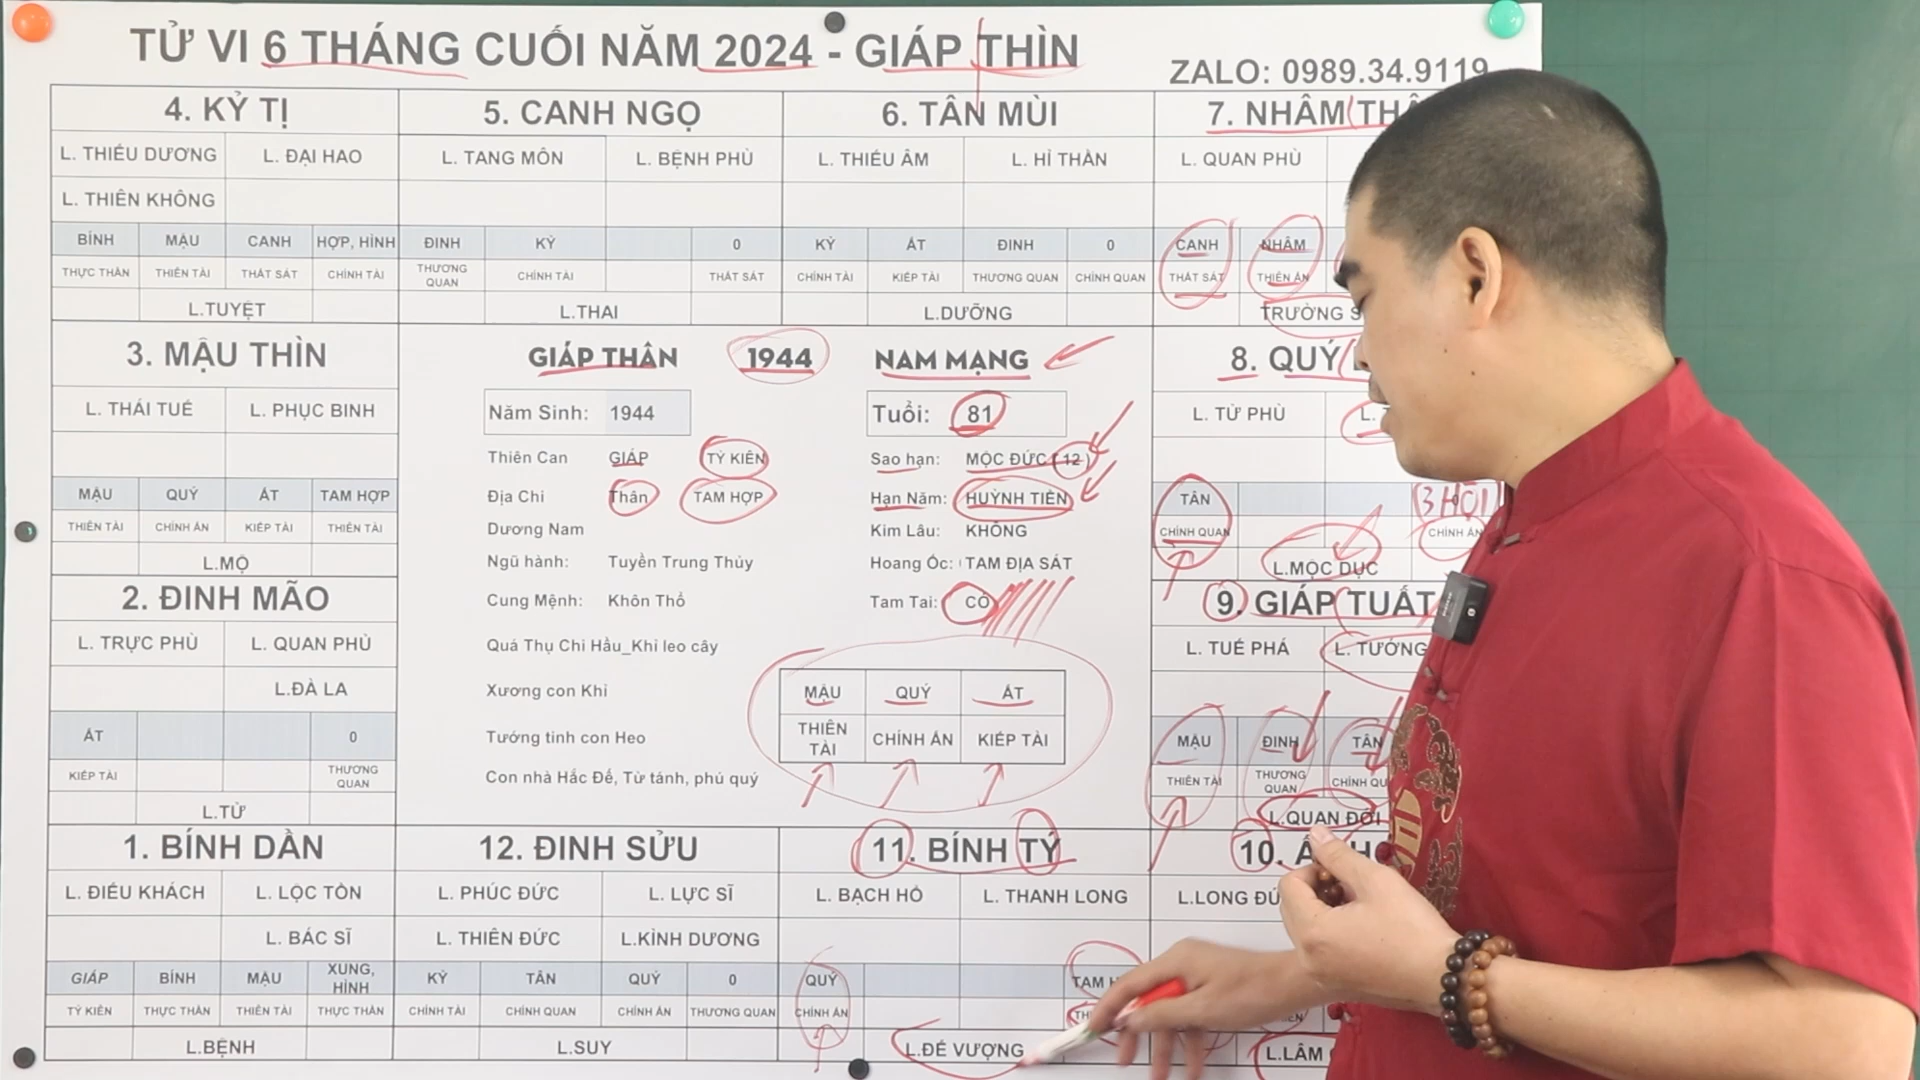 TỬ VI 6 THÁNG CUỐI NĂM 2024 - GIÁP THÌN
ZALO: 0989.34.9119
4. KỶ TỊ
L. THIẾU DƯƠNG L. ĐẠI HAO
L. THIÊN KHÔNG
BÍNH MẬU CANH HỢP, HÌNH
THỰC THẦN THIÊN TÀI THẤT SÁT CHÍNH TÀI
L.TUYỆT
5. CANH NGỌ
L. TANG MÔN L. BỆNH PHÙ
ĐINH KỶ 0
THƯƠNG QUAN CHÍNH TÀI THẤT SÁT
L.THAI
6. TÂN MÙI
L. THIẾU ÂM L. HỈ THẦN
KỶ ẤT ĐINH 0
CHÍNH TÀI KIẾP TÀI THƯƠNG QUAN CHÍNH QUAN
L.DƯỠNG
7. NHÂM
L. QUAN PHÙ
CANH NHÂM
THẤT SÁT THIÊN ẤN
TRƯỜNG
3. MẬU THÌN
L. THÁI TUẾ L. PHỤC BINH
MẬU QUÝ ẤT TAM HỢP
THIÊN TÀI CHÍNH ẤN KIẾP TÀI THIÊN TÀI
L.MỘ
GIÁP THÂN 1944 NAM MẠNG
Năm Sinh: 1944 Tuổi: 81
Thiên Can GIÁP TỶ KIÊN Sao hạn: MỘC ĐỨC ( 12 )
Địa Chi Thân TAM HỢP Hạn Năm: HUỲNH TIỀN
Dương Nam Kim Lâu: KHÔNG
Ngũ hành: Tuyền Trung Thủy Hoang Ốc: TAM ĐỊA SÁT
Cung Mệnh: Khôn Thổ Tam Tai: CÓ
Quá Thụ Chi Hầu_Khỉ leo cây
Xương con Khỉ
Tướng tinh con Heo
Con nhà Hắc Đế, Từ tánh, phú quý
MẬU QUÝ ẤT
THIÊN TÀI CHÍNH ẤN KIẾP TÀI
8. QUÝ
L. TỬ PHÙ L.
TÂN 3 HỘI
CHÍNH QUAN CHÍNH ẤN
L.MỘC DỤC
2. ĐINH MÃO
L. TRỰC PHÙ L. QUAN PHÙ
L.ĐÀ LA
ẤT 0
KIẾP TÀI THƯƠNG QUAN
L.TỬ
9. GIÁP TUẤT
L. TUẾ PHÁ L. TƯỚNG
MẬU ĐINH TÂN
THIÊN TÀI THƯƠNG QUAN CHÍNH
L.QUAN ĐỚI
1. BÍNH DẦN
L. ĐIẾU KHÁCH L. LỘC TỒN
L. BÁC SĨ
GIÁP BÍNH MẬU XUNG, HÌNH
TỶ KIÊN THỰC THẦN THIÊN TÀI THỰC THẦN
L.BỆNH
12. ĐINH SỬU
L. PHÚC ĐỨC L. LỰC SĨ
L. THIÊN ĐỨC L.KÌNH DƯƠNG
KỶ TÂN QUÝ 0
CHÍNH TÀI CHÍNH QUAN CHÍNH ẤN THƯƠNG QUAN
L.SUY
11. BÍNH TÝ
L. BẠCH HỔ L. THANH LONG
QUÝ TAM
CHÍNH ẤN
L.ĐẾ VƯỢNG
10.
L.LONG
L.LÂM